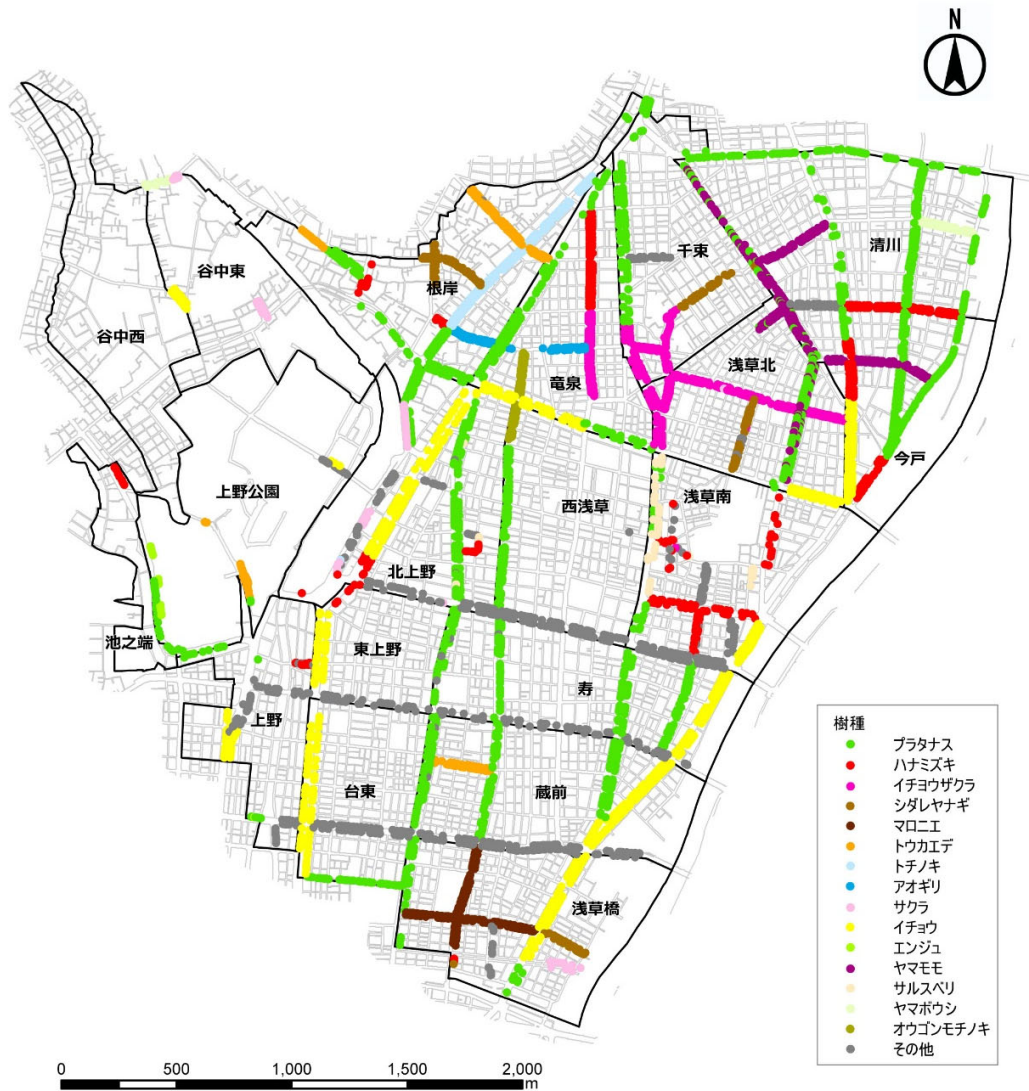 N
谷中東
谷中西
根岸
千束
清川
竜泉
浅草北
今戸
上野公園
西浅草
浅草南
北上野
池之端
東上野
寿
上野
台東
蔵前
浅草橋
樹種
プラタナス
ハナミズキ
イチョウザクラ
シダレヤナギ
マロニエ
トウカエデ
トチノキ
アオギリ
サクラ
イチョウ
エンジュ
ヤマモモ
サルスベリ
ヤマボウシ
オウゴンモチノキ
その他
0 500 1,000 1,500 2,000
m